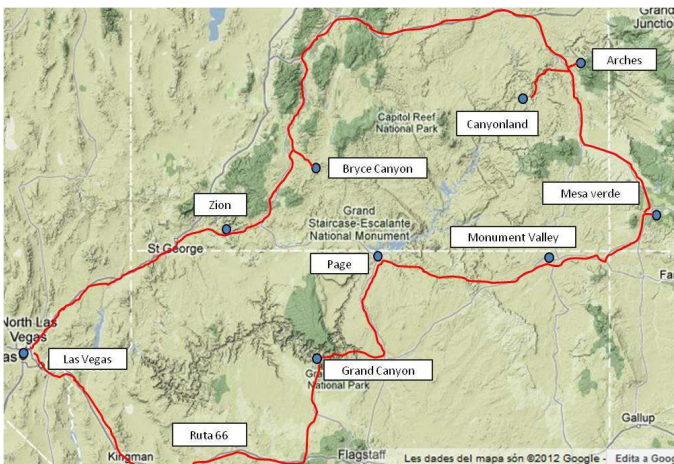 Grand
Junction
Arches
Capitol Reef
National Park
Canyonland
Bryce Canyon
Mesa verde
Zion
Grand
Staircase-Escalante
National Monument
Monument Valley
St George
Page
North Las
Vegas
as
Las Vegas
Grand Canyon
National Park
Gallup
Ruta 66
Kingman
Flagstaff
Les dades del mapa són ©2012 Google -
Edita a Goog